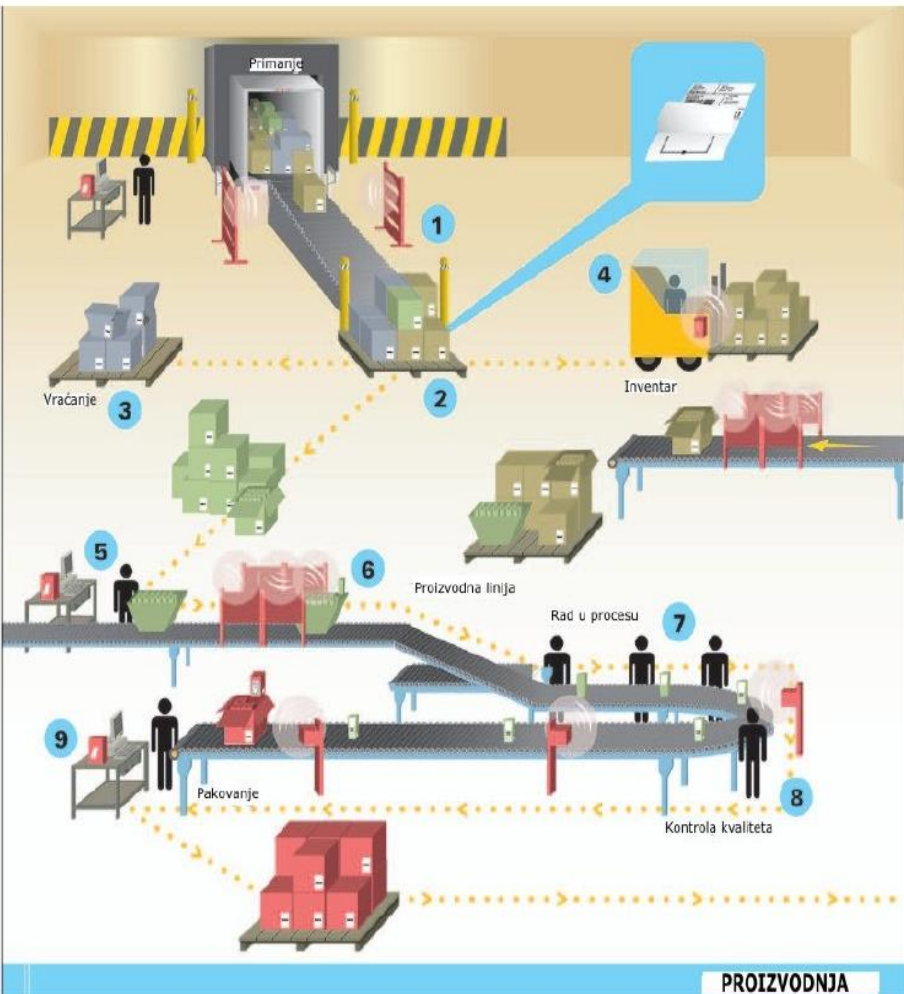 Primanje
1
4
Inventar
2
Vraćanje
3
5
6
Proizvodna linija
Rad u procesu
7
9
Pakovanje
8
Kontrola kvaliteta
PROIZVODNJA